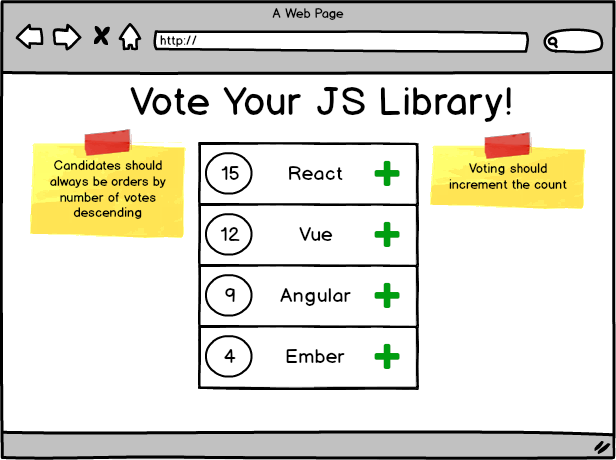 A Web Page
http://
Vote Your JS Library!
Candidates should
always be orders by
number of votes
descending
15 React
12 Vue
9 Angular
4 Ember
Voting should
increment the count